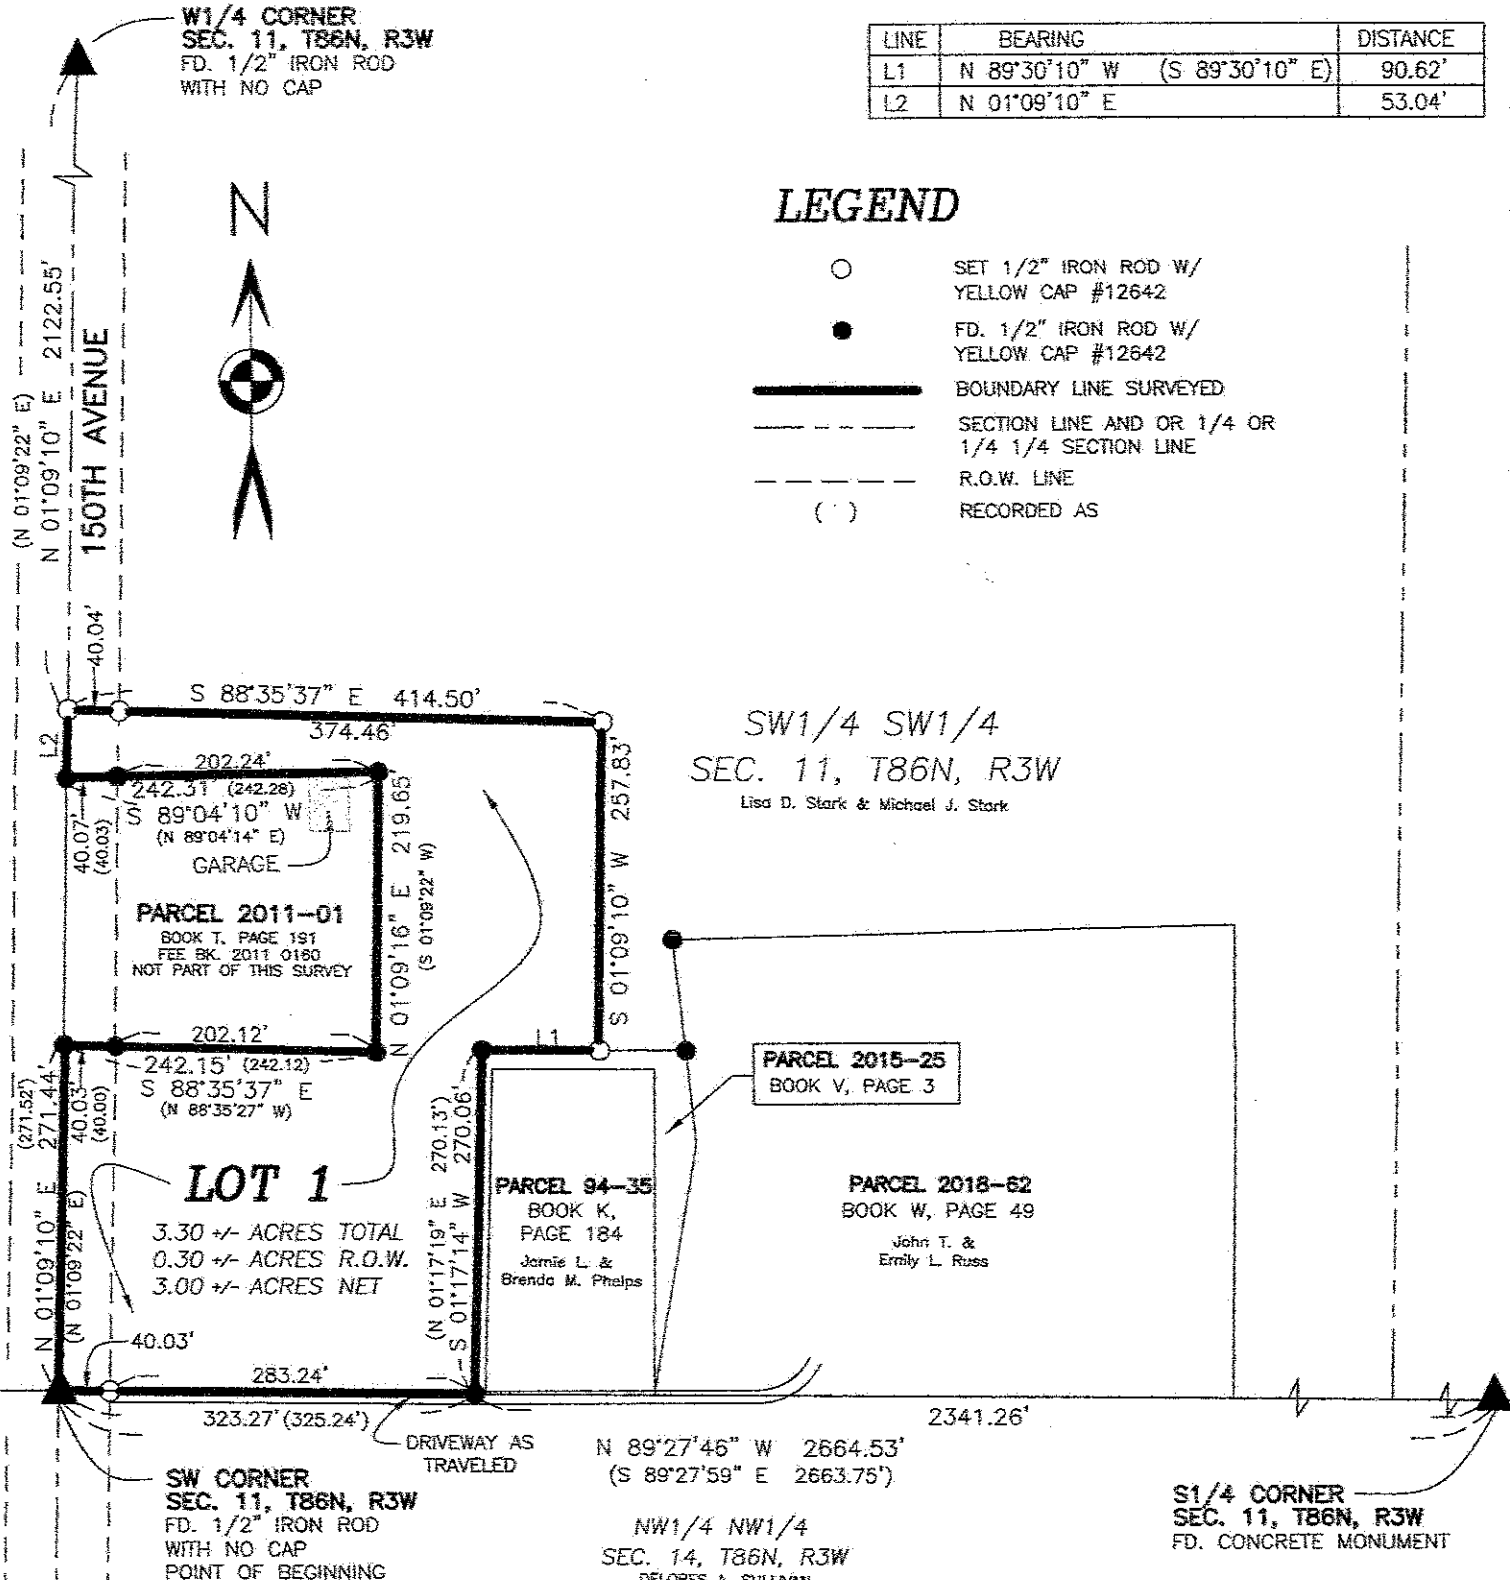 W1/4 CORNER
SEC. 11, T86N, R3W
FD. 1/2" IRON ROD
WITH NO CAP
LINE BEARING DISTANCE
L1 N 89°30'10" W (S 89°30'10" E) 90.62'
L2 N 01°09'10" E 53.04'
N
LEGEND
SET 1/2" IRON ROD W/
YELLOW CAP #12642
FD. 1/2" IRON ROD W/
YELLOW CAP #12642
BOUNDARY LINE SURVEYED
SECTION LINE AND OR 1/4 OR
1/4 1/4 SECTION LINE
R.O.W. LINE
( ) RECORDED AS
(N 01°09'22" E)
N 01°09'10" E 2122.55'
150TH AVENUE
40.04'
S 88°35'37" E 414.50'
374.46'
L2
202.24'
242.31' (242.28)
S 89°04'10" W
(N 89°04'14" E)
GARAGE
40.07'
(40.03)
219.65'
N 01°09'16" E
(S 01°09'22" W)
257.83'
S 01°09'10" W
SW1/4 SW1/4
SEC. 11, T86N, R3W
Lisa D. Stark & Michael J. Stark
PARCEL 2011-01
BOOK T, PAGE 191
FEE BK. 2011 0160
NOT PART OF THIS SURVEY
202.12'
242.15' (242.12)
S 88°35'37" E
(N 88°35'27" W)
L1
(271.52')
271.44'
40.03'
(40.00)
N 01°09'10" E
(N 01°09'22" E)
PARCEL 2015-25
BOOK V, PAGE 3
LOT 1
3.30 +/- ACRES TOTAL
0.30 +/- ACRES R.O.W.
3.00 +/- ACRES NET
(N 01°17'19" E 270.13')
S 01°17'14" W 270.06'
PARCEL 94-35
BOOK K,
PAGE 184
Jamie L. &
Brenda M. Phelps
PARCEL 2018-62
BOOK W, PAGE 49
John T. &
Emily L. Russ
40.03'
283.24'
323.27' (325.24')
DRIVEWAY AS
TRAVELED
2341.26'
N 89°27'46" W 2664.53'
(S 89°27'59" E 2663.75')
SW CORNER
SEC. 11, T86N, R3W
FD. 1/2" IRON ROD
WITH NO CAP
POINT OF BEGINNING
NW1/4 NW1/4
SEC. 14, T86N, R3W
S1/4 CORNER
SEC. 11, T86N, R3W
FD. CONCRETE MONUMENT